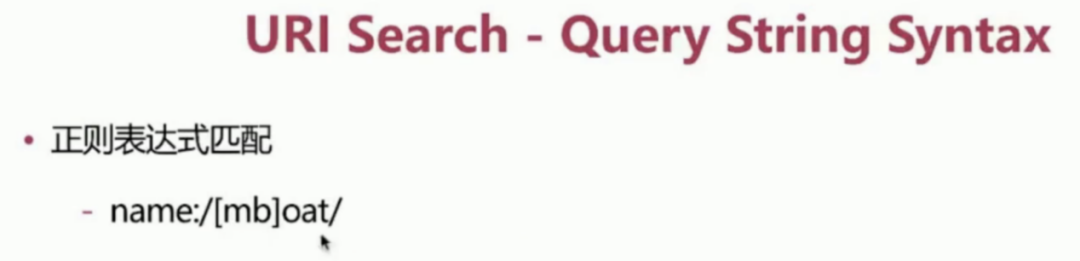 URI Search - Query String Syntax
• 正则表达式匹配
- name:/[mb]oat/